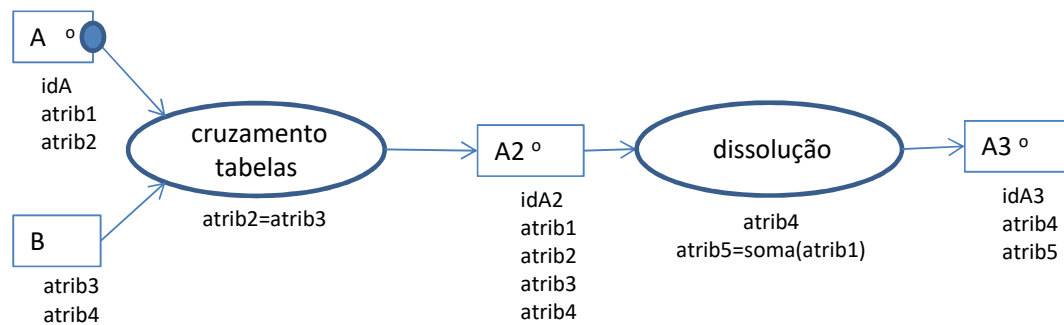 A º
idA
atrib1
atrib2
B
atrib3
atrib4
cruzamento
tabelas
atrib2=atrib3
A2 º
idA2
atrib1
atrib2
atrib3
atrib4
dissolução
atrib4
atrib5=soma(atrib1)
A3 º
idA3
atrib4
atrib5